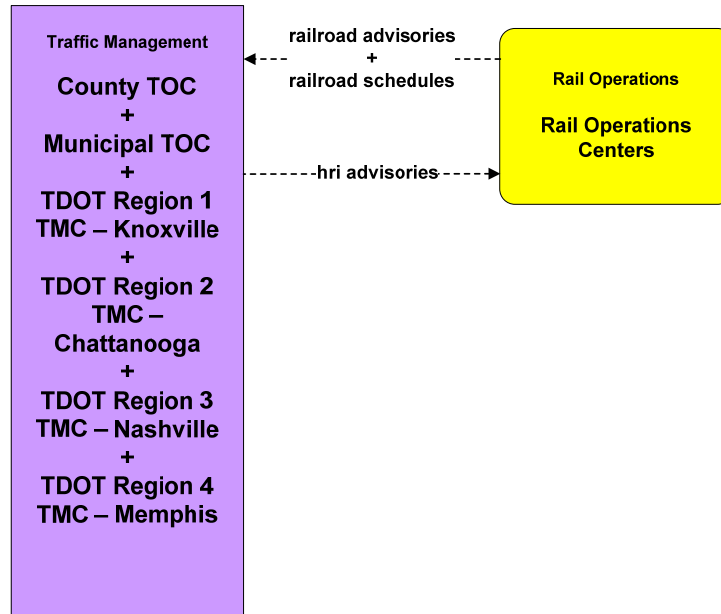 Traffic Management
County TOC
+
Municipal TOC
+
TDOT Region 1
TMC – Knoxville
+
TDOT Region 2
TMC –
Chattanooga
+
TDOT Region 3
TMC – Nashville
+
TDOT Region 4
TMC – Memphis
railroad advisories
+
railroad schedules
hri advisories
Rail Operations
Rail Operations
Centers